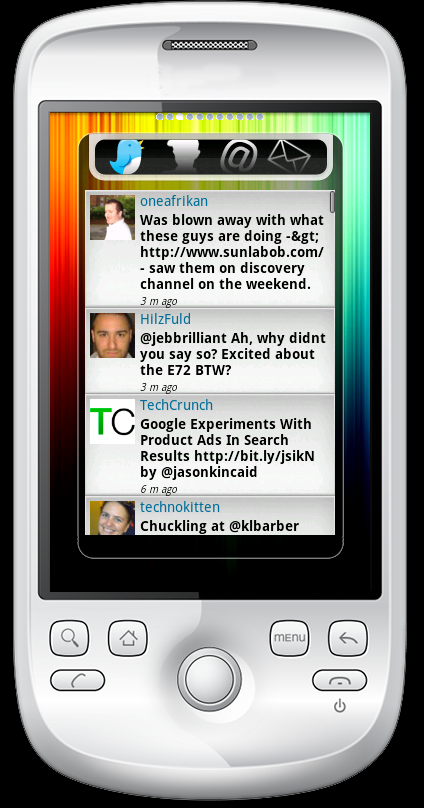 @
oneafrikan
Was blown away with what
these guys are doing -&gt;
http://www.sunlabob.com/
- saw them on discovery
channel on the weekend.
3 m ago
HilzFuld
@jebbrilliant Ah, why didnt
you say so? Excited about
the E72 BTW?
3 m ago
TC
TechCrunch
Google Experiments With
Product Ads In Search
Results http://bit.ly/jsikN
by @jasonkincaid
6 m ago
technokitten
Chuckling at @klbarber
MENU